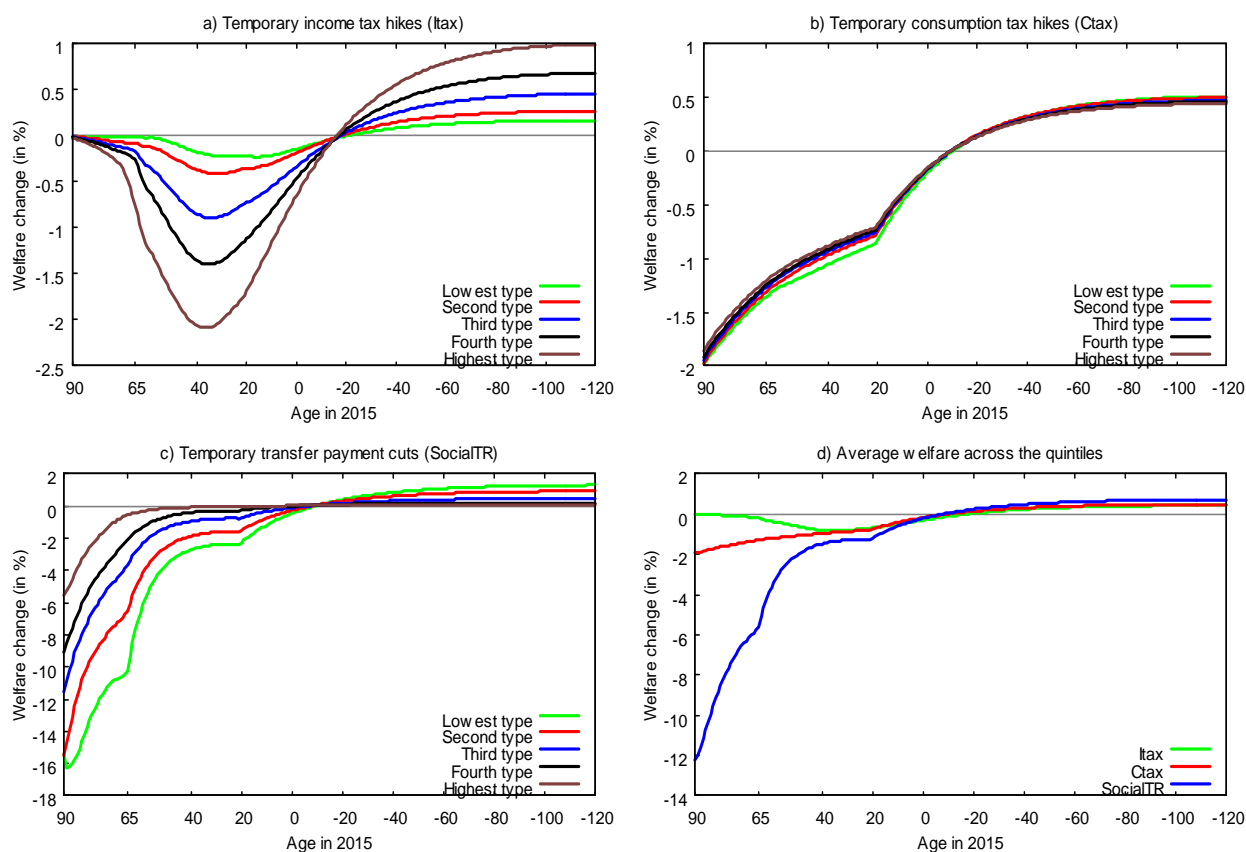 a) Temporary income tax hikes (Itax)
Welfare change (in %)
1
0.5
0
-0.5
-1
-1.5
-2
-2.5
Lowest type
Second type
Third type
Fourth type
Highest type
90 65 40 20 0 -20 -40 -60 -80 -100 -120
Age in 2015
b) Temporary consumption tax hikes (Ctax)
Welfare change (in %)
1
0.5
0
-0.5
-1
-1.5
-2
Lowest type
Second type
Third type
Fourth type
Highest type
90 65 40 20 0 -20 -40 -60 -80 -100 -120
Age in 2015
c) Temporary transfer payment cuts (SocialTR)
Welfare change (in %)
2
0
-2
-4
-6
-8
-10
-12
-14
-16
-18
Lowest type
Second type
Third type
Fourth type
Highest type
90 65 40 20 0 -20 -40 -60 -80 -100 -120
Age in 2015
d) Average welfare across the quintiles
Welfare change (in %)
2
0
-2
-4
-6
-8
-10
-12
-14
Itax
Ctax
SocialTR
90 65 40 20 0 -20 -40 -60 -80 -100 -120
Age in 2015